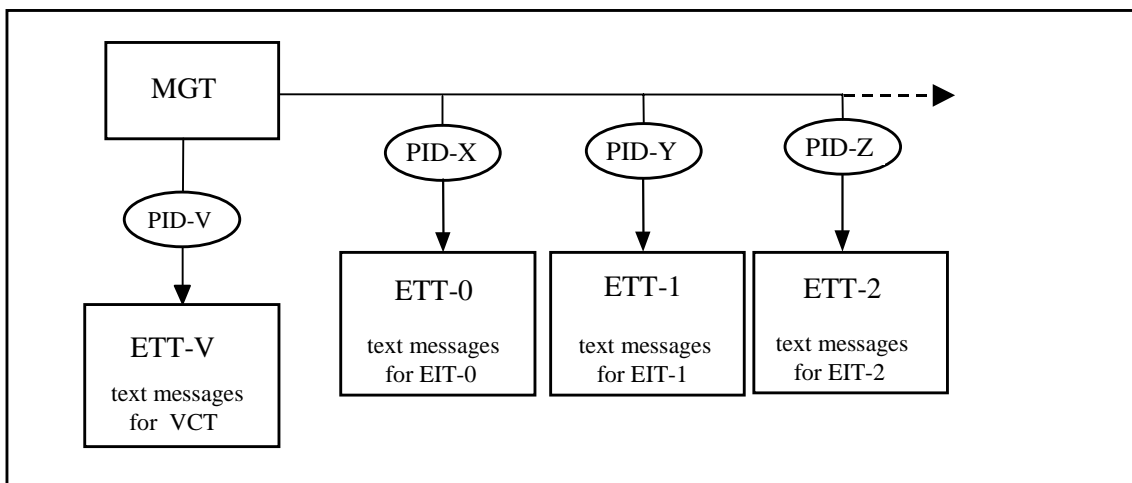 MGT
PID-X
PID-Y
PID-Z
PID-V
ETT-0
text messages
for EIT-0
ETT-1
text messages
for EIT-1
ETT-2
text messages
for EIT-2
ETT-V
text messages
for VCT